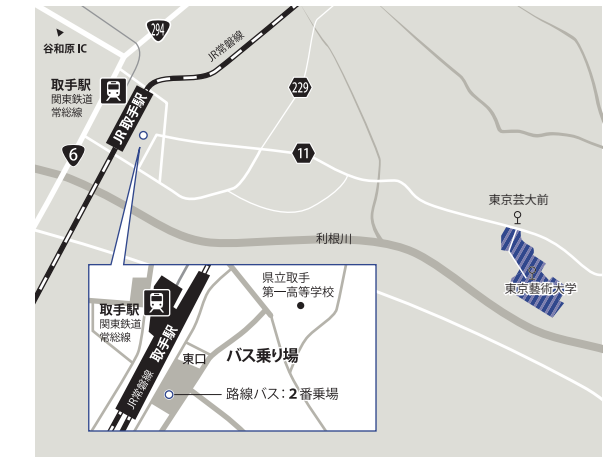 294
谷和原 IC
JR常磐線
取手駅
関東鉄道
常総線
JR 取手駅
229
6
11
東京芸大前
利根川
東京藝術大学
県立取手
第一高等学校
取手駅
関東鉄道
常総線
取手駅
東口
バス乗り場
JR常磐線
路線バス：2番乗場